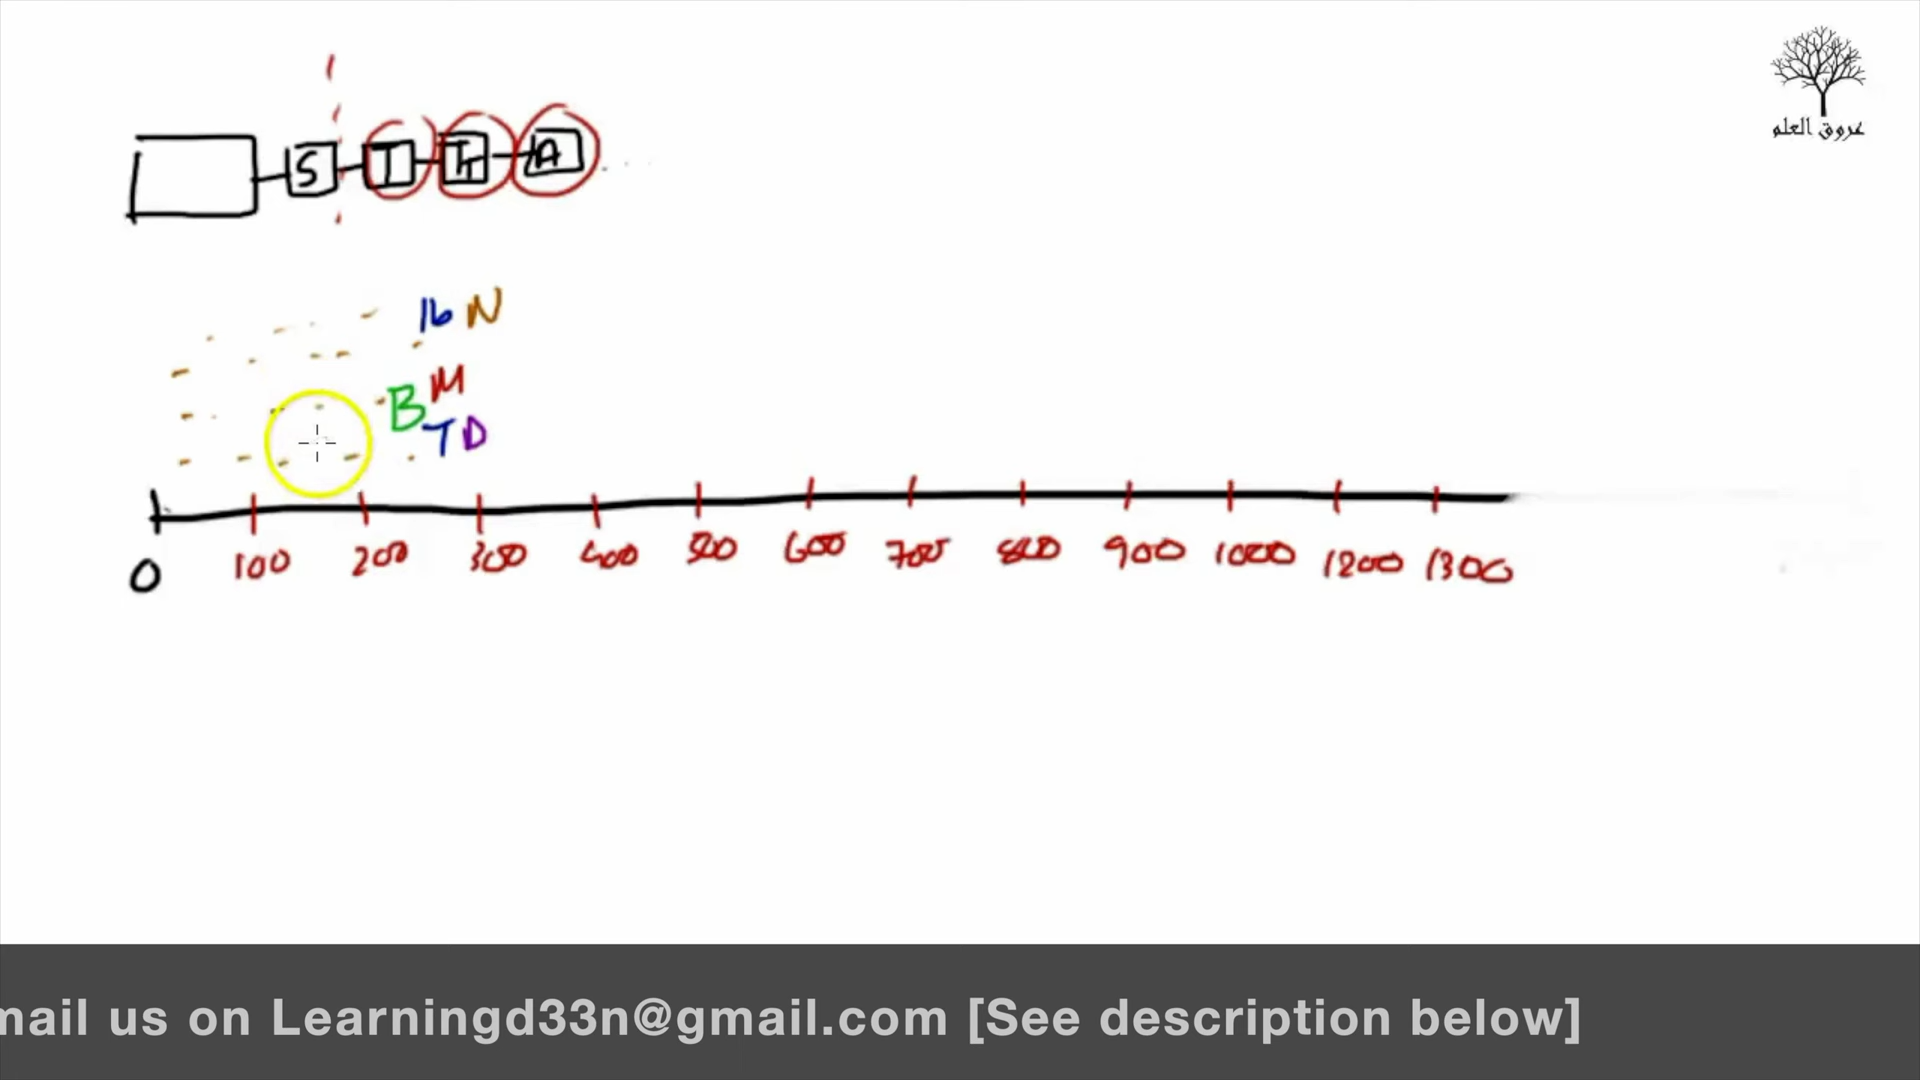 عروق العلم
S T TT A
16 N
B M
T D
0 100 200 300 400 500 600 700 800 900 1000 1200 1300
mail us on Learningd33n@gmail.com [See description below]